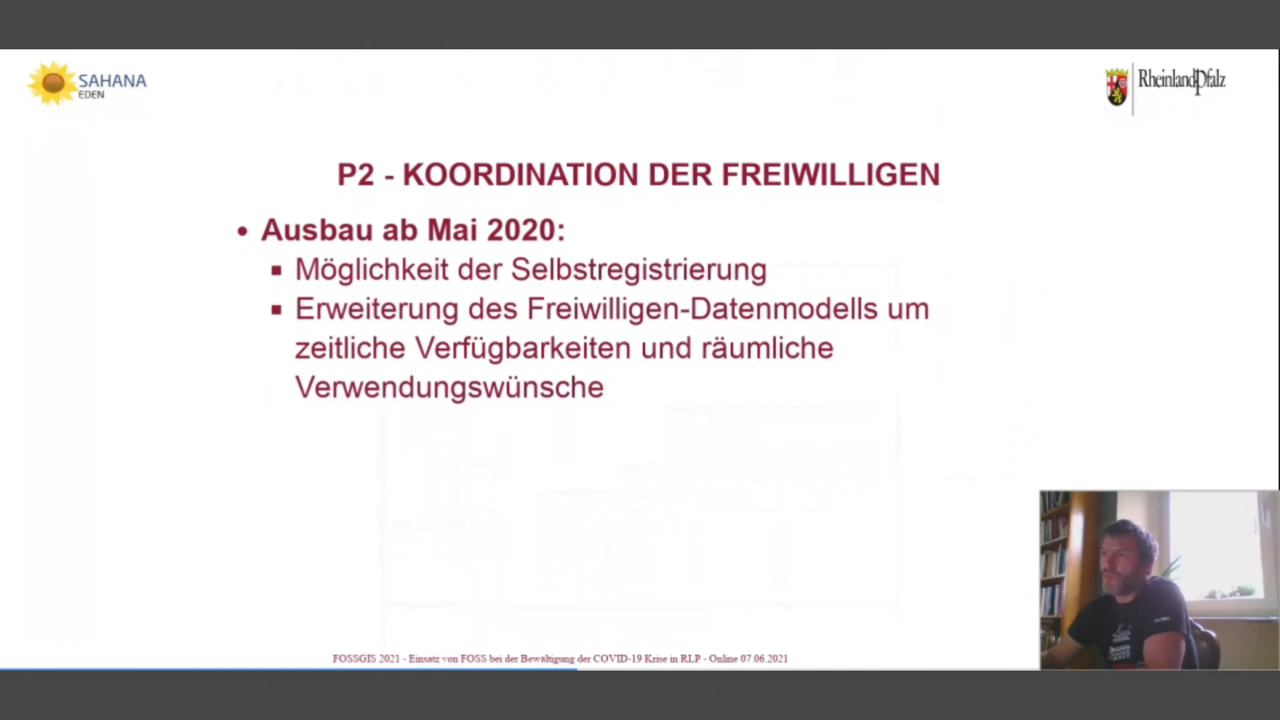 SAHANA
EDEN
RheinlandPfalz
P2 - KOORDINATION DER FREIWILLIGEN
• Ausbau ab Mai 2020:
▪ Möglichkeit der Selbstregistrierung
▪ Erweiterung des Freiwilligen-Datenmodells um
zeitliche Verfügbarkeiten und räumliche
Verwendungswünsche
FOSSGIS 2021 - Einsatz von FOSS bei der Bewältigung der COVID-19 Krise in RLP - Online 07.06.2021